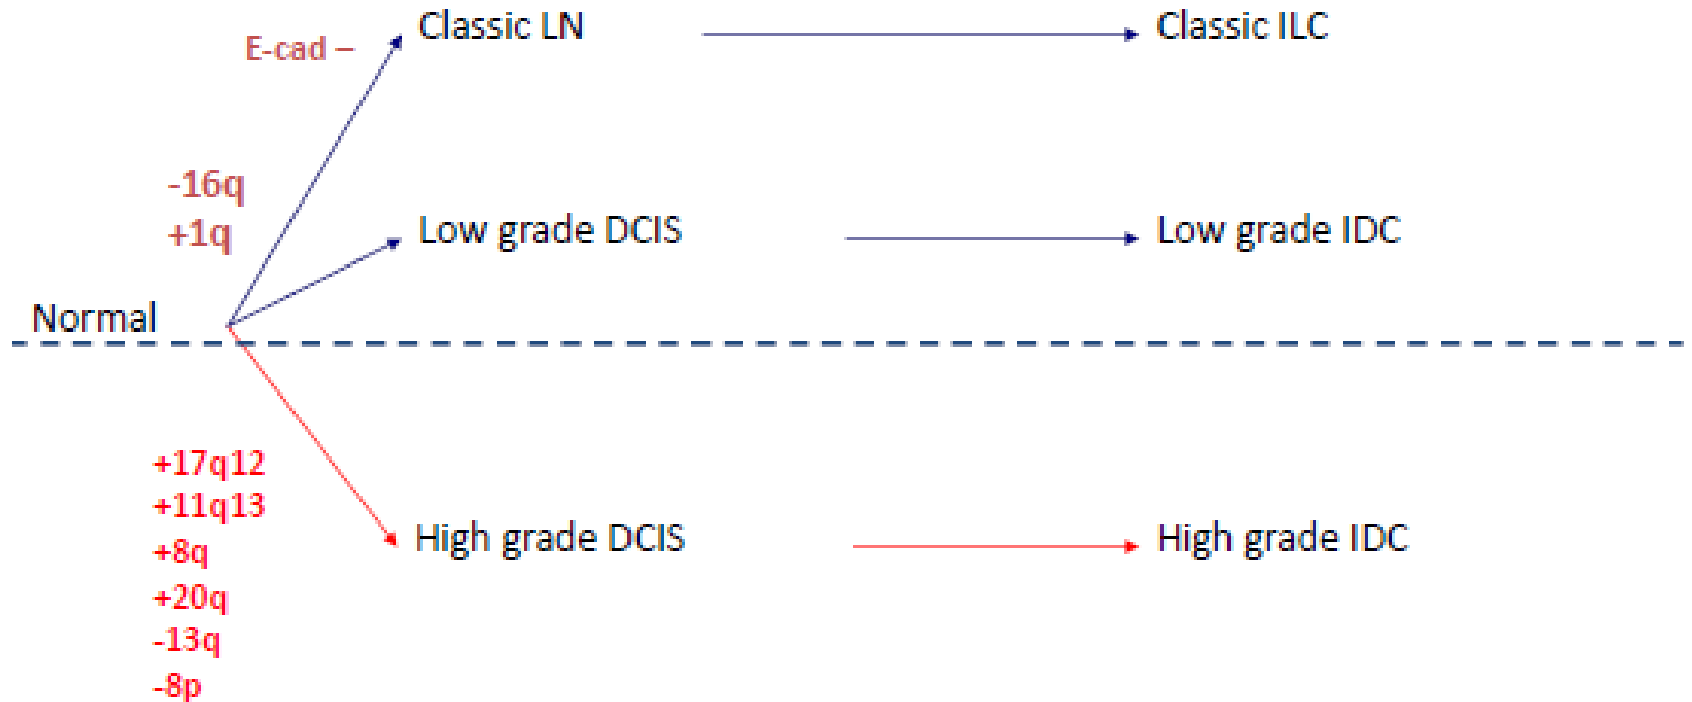 Classic LN
Classic ILC
E-cad –
-16q
+1q
Low grade DCIS
Low grade IDC
Normal
+17q12
+11q13
High grade DCIS
High grade IDC
+8q
+20q
-13q
-8p